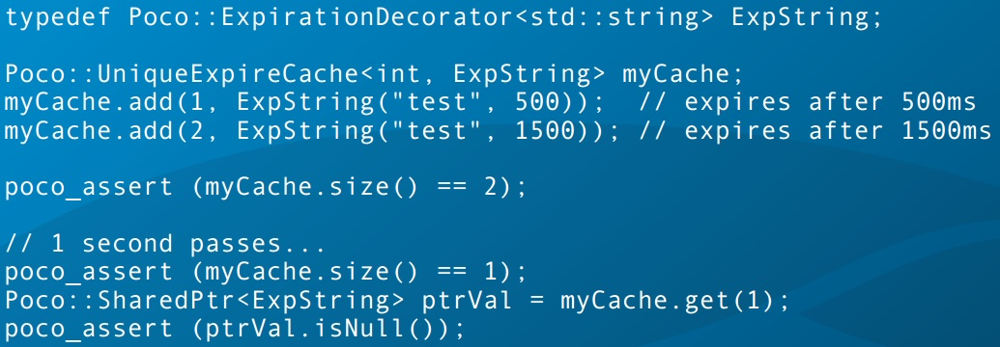 typedef Poco::ExpirationDecorator<std::string> ExpString;
Poco::UniqueExpireCache<int, ExpString> myCache;
myCache.add(1, ExpString("test", 500));  // expires after 500ms
myCache.add(2, ExpString("test", 1500)); // expires after 1500ms
poco_assert (myCache.size() == 2);
// 1 second passes...
poco_assert (myCache.size() == 1);
Poco::SharedPtr<ExpString> ptrVal = myCache.get(1);
poco_assert (ptrVal.isNull());